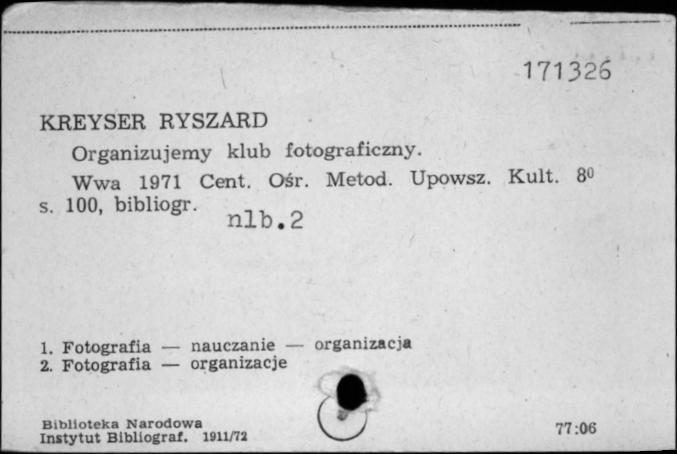 171326
KREYSER RYSZARD
Organizujemy klub fotograficzny.
Wwa 1971 Cent. Ośr. Metod. Upowsz. Kult. 8⁰
s. 100, bibliogr.
nlb.2
1. Fotografia — nauczanie — organizacja
2. Fotografia — organizacje
Biblioteka Narodowa
Instytut Bibliograf. 1911/72
77:06